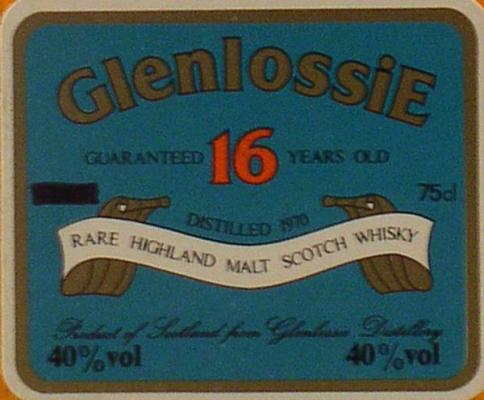 GlenlossiE
GUARANTEED 16 YEARS OLD
75cl
DISTILLED 1970
RARE HIGHLAND MALT SCOTCH WHISKY
Product of Scotland from Glenlossie Distillery
40%vol 40%vol